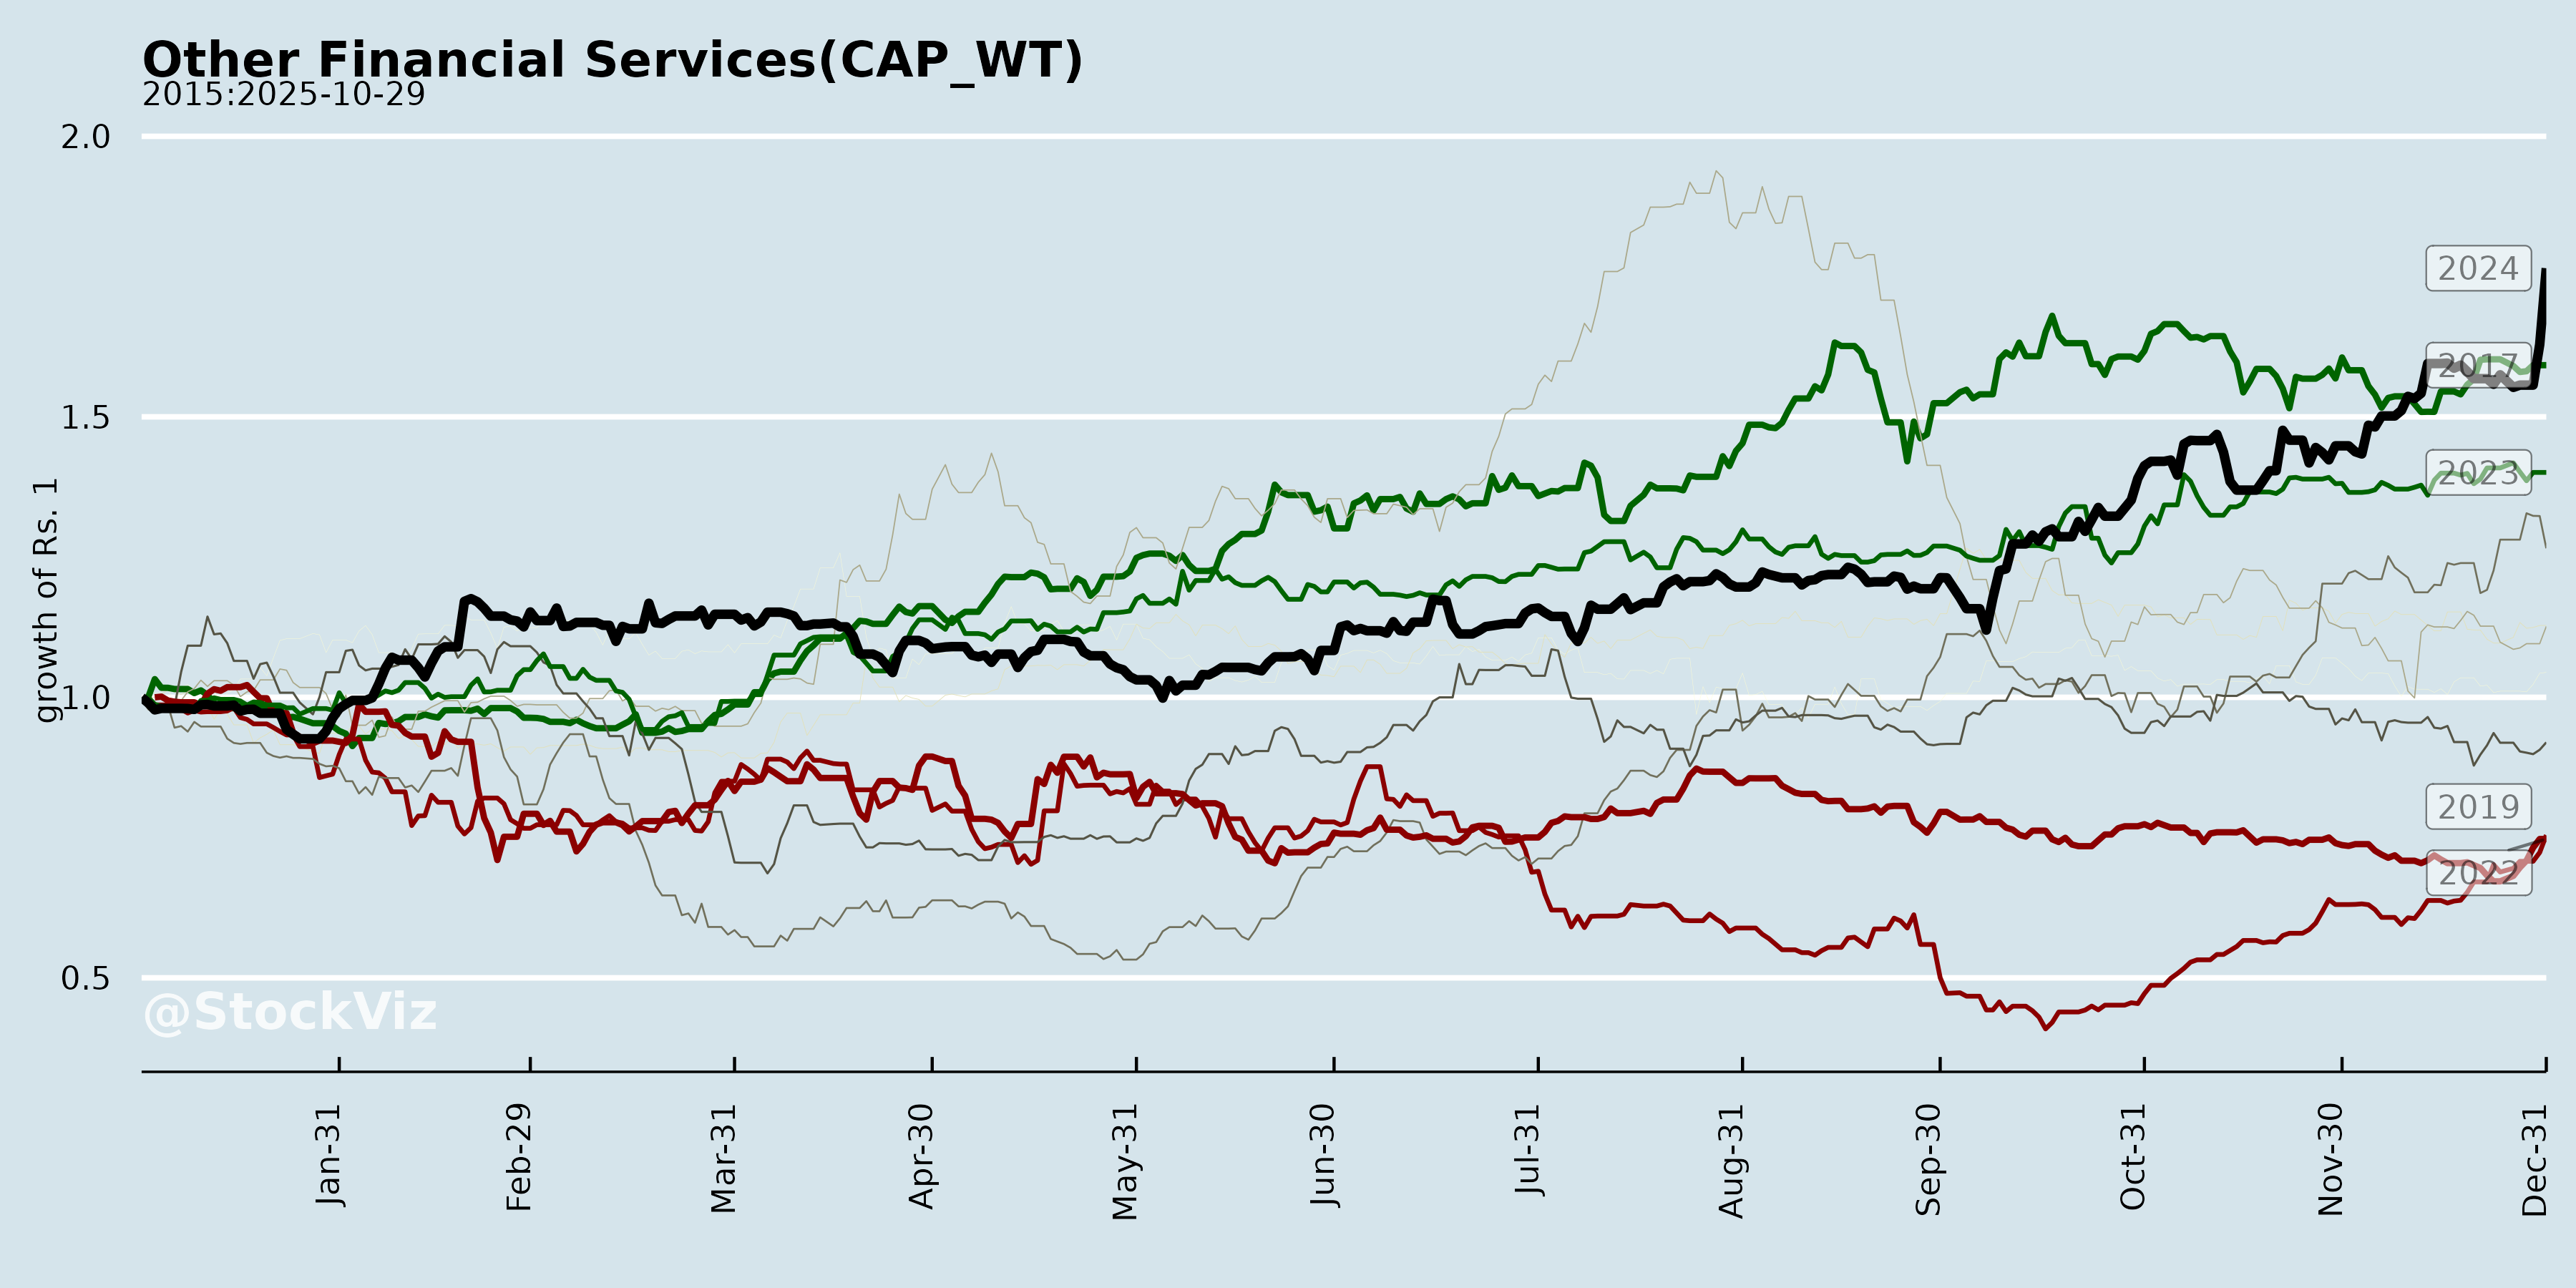 Other Financial Services(CAP_WT)
2015:2025-10-29
growth of Rs. 1
2.0
1.5
1.0
0.5
2024
2017
2023
2019
2022
@StockViz
Jan-31
Feb-29
Mar-31
Apr-30
May-31
Jun-30
Jul-31
Aug-31
Sep-30
Oct-31
Nov-30
Dec-31